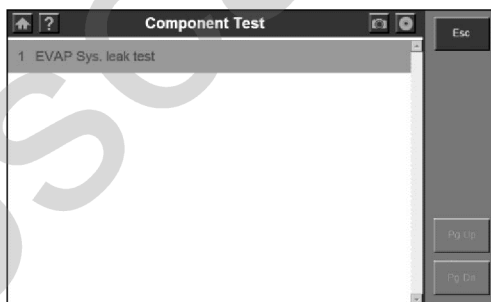 Component Test
Esc
1 EVAP Sys. leak test
Pg Up
Pg Dn